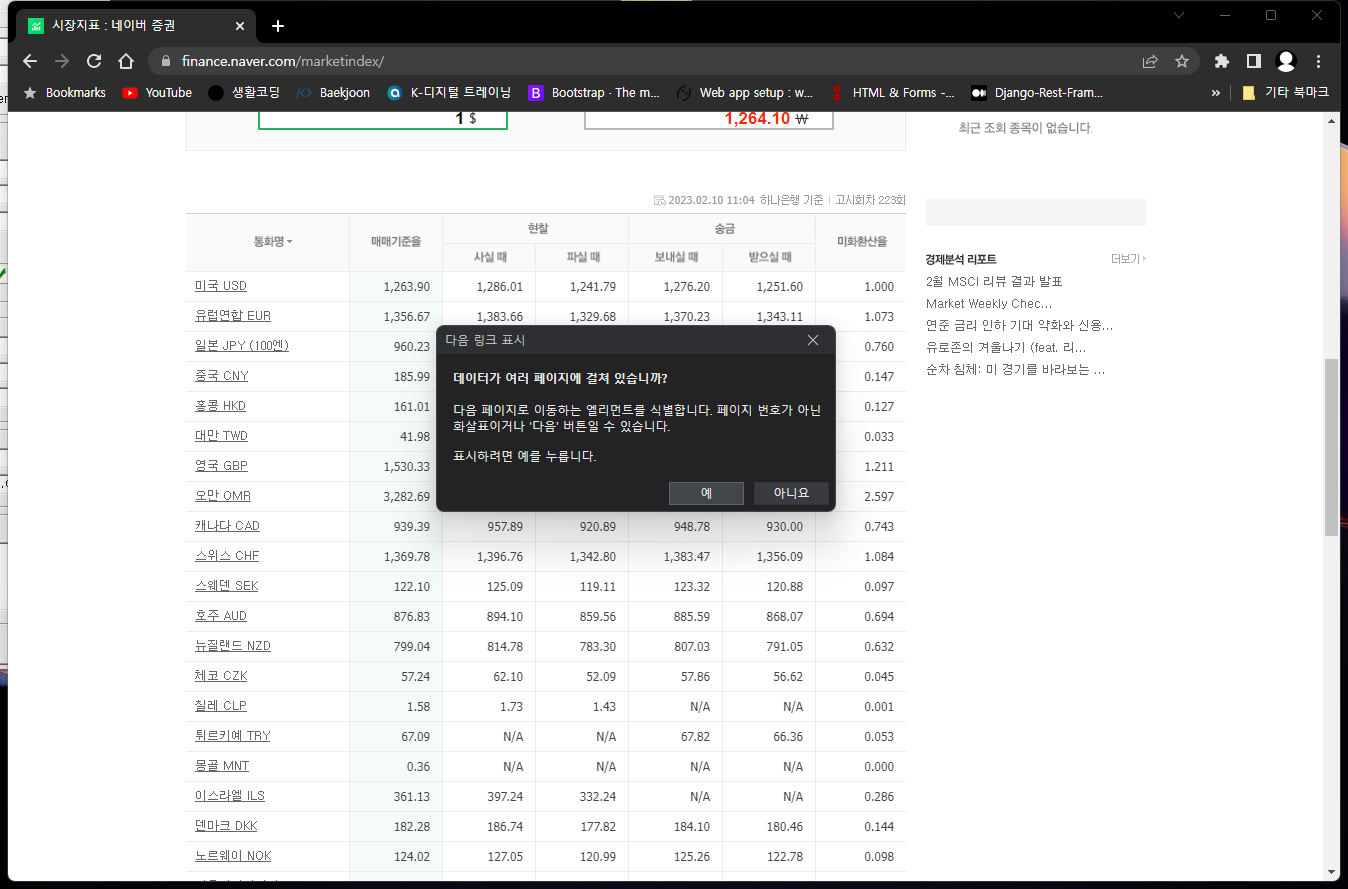 시장지표 : 네이버 증권
finance.naver.com/marketindex/
Bookmarks YouTube 생활코딩 Baekjoon K-디지털 트레이닝 Bootstrap · The m... Web app setup : w... HTML & Forms -... Django-Rest-Fram... » 기타 북마크
1 $ 1,264.10 ₩
최근 조회 종목이 없습니다.
2023.02.10 11:04 하나은행 기준 고시회차 223회
통화명 매매기준율 현찰 송금 미화환산율
사실 때 파실 때 보내실 때 받으실 때
미국 USD 1,263.90 1,286.01 1,241.79 1,276.20 1,251.60 1.000
유럽연합 EUR 1,356.67 1,383.66 1,329.68 1,370.23 1,343.11 1.073
일본 JPY (100엔) 960.23 0.760
중국 CNY 185.99 0.147
홍콩 HKD 161.01 0.127
대만 TWD 41.98 0.033
영국 GBP 1,530.33 1.211
오만 OMR 3,282.69 2.597
캐나다 CAD 939.39 957.89 920.89 948.78 930.00 0.743
스위스 CHF 1,369.78 1,396.76 1,342.80 1,383.47 1,356.09 1.084
스웨덴 SEK 122.10 125.09 119.11 123.32 120.88 0.097
호주 AUD 876.83 894.10 859.56 885.59 868.07 0.694
뉴질랜드 NZD 799.04 814.78 783.30 807.03 791.05 0.632
체코 CZK 57.24 62.10 52.09 57.86 56.62 0.045
칠레 CLP 1.58 1.73 1.43 N/A N/A 0.001
튀르키예 TRY 67.09 N/A N/A 67.82 66.36 0.053
몽골 MNT 0.36 N/A N/A N/A N/A 0.000
이스라엘 ILS 361.13 397.24 332.24 N/A N/A 0.286
덴마크 DKK 182.28 186.74 177.82 184.10 180.46 0.144
노르웨이 NOK 124.02 127.05 120.99 125.26 122.78 0.098
다음 링크 표시
데이터가 여러 페이지에 걸쳐 있습니까?
다음 페이지로 이동하는 엘리먼트를 식별합니다. 페이지 번호가 아닌
화살표이거나 '다음' 버튼일 수 있습니다.
표시하려면 예를 누릅니다.
예 아니요
경제분석 리포트 더보기
2월 MSCI 리뷰 결과 발표
Market Weekly Chec...
연준 금리 인하 기대 약화와 신용...
유로존의 겨울나기 (feat. 리...
순차 침체: 미 경기를 바라보는 ...